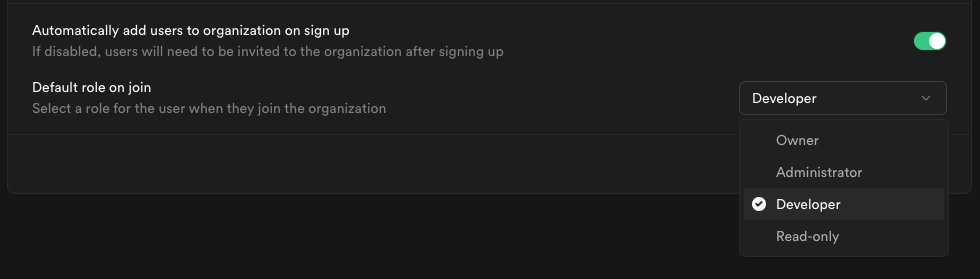 Automatically add users to organization on sign up
If disabled, users will need to be invited to the organization after signing up
Default role on join
Select a role for the user when they join the organization
Developer
Owner
Administrator
Developer
Read-only